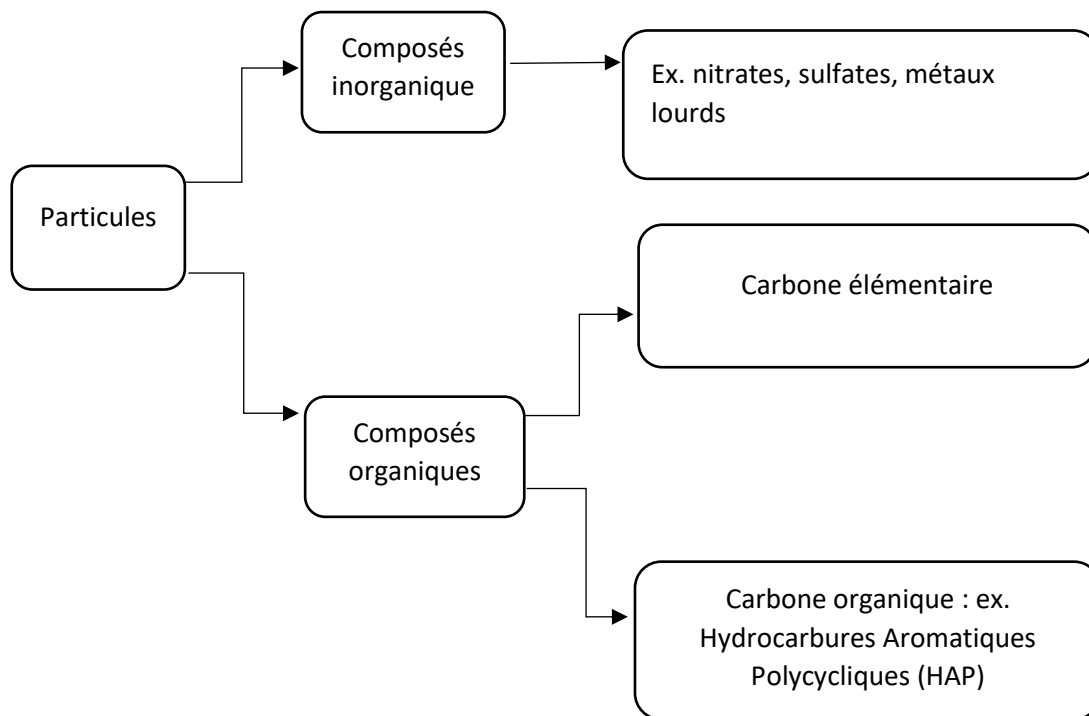 Composés
inorganique
Ex. nitrates, sulfates, métaux
lourds
Particules
Carbone élémentaire
Composés
organiques
Carbone organique : ex.
Hydrocarbures Aromatiques
Polycycliques (HAP)